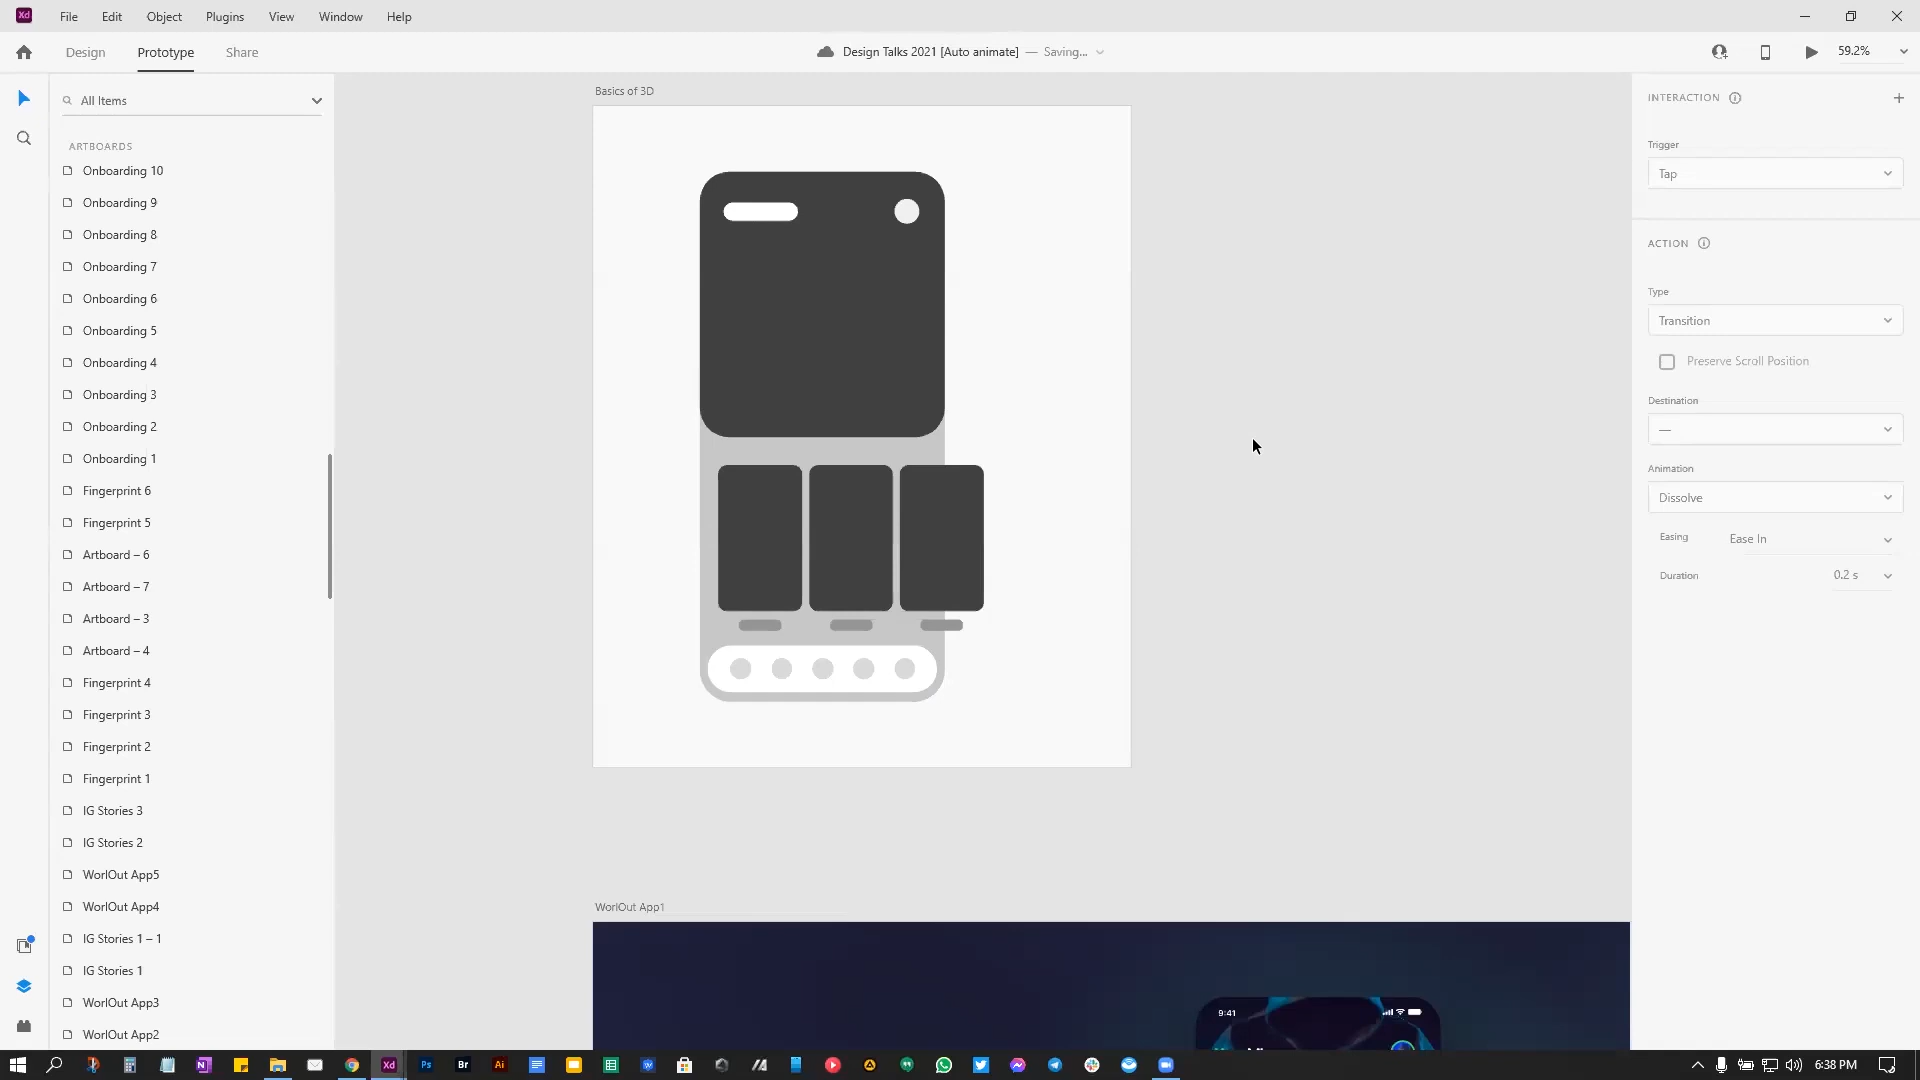 Xd File Edit Object Plugins View Window Help
Design Prototype Share Design Talks 2021 [Auto animate] — Saving... 59.2%
All Items
ARTBOARDS
Onboarding 10
Onboarding 9
Onboarding 8
Onboarding 7
Onboarding 6
Onboarding 5
Onboarding 4
Onboarding 3
Onboarding 2
Onboarding 1
Fingerprint 6
Fingerprint 5
Artboard – 6
Artboard – 7
Artboard – 3
Artboard – 4
Fingerprint 4
Fingerprint 3
Fingerprint 2
Fingerprint 1
IG Stories 3
IG Stories 2
WorlOut App5
WorlOut App4
IG Stories 1 – 1
IG Stories 1
WorlOut App3
WorlOut App2
Basics of 3D
WorlOut App1
9:41
INTERACTION
Trigger
Tap
ACTION
Type
Transition
Preserve Scroll Position
Destination
—
Animation
Dissolve
Easing Ease In
Duration 0.2 s
Xd Ps Br Ai 6:38 PM